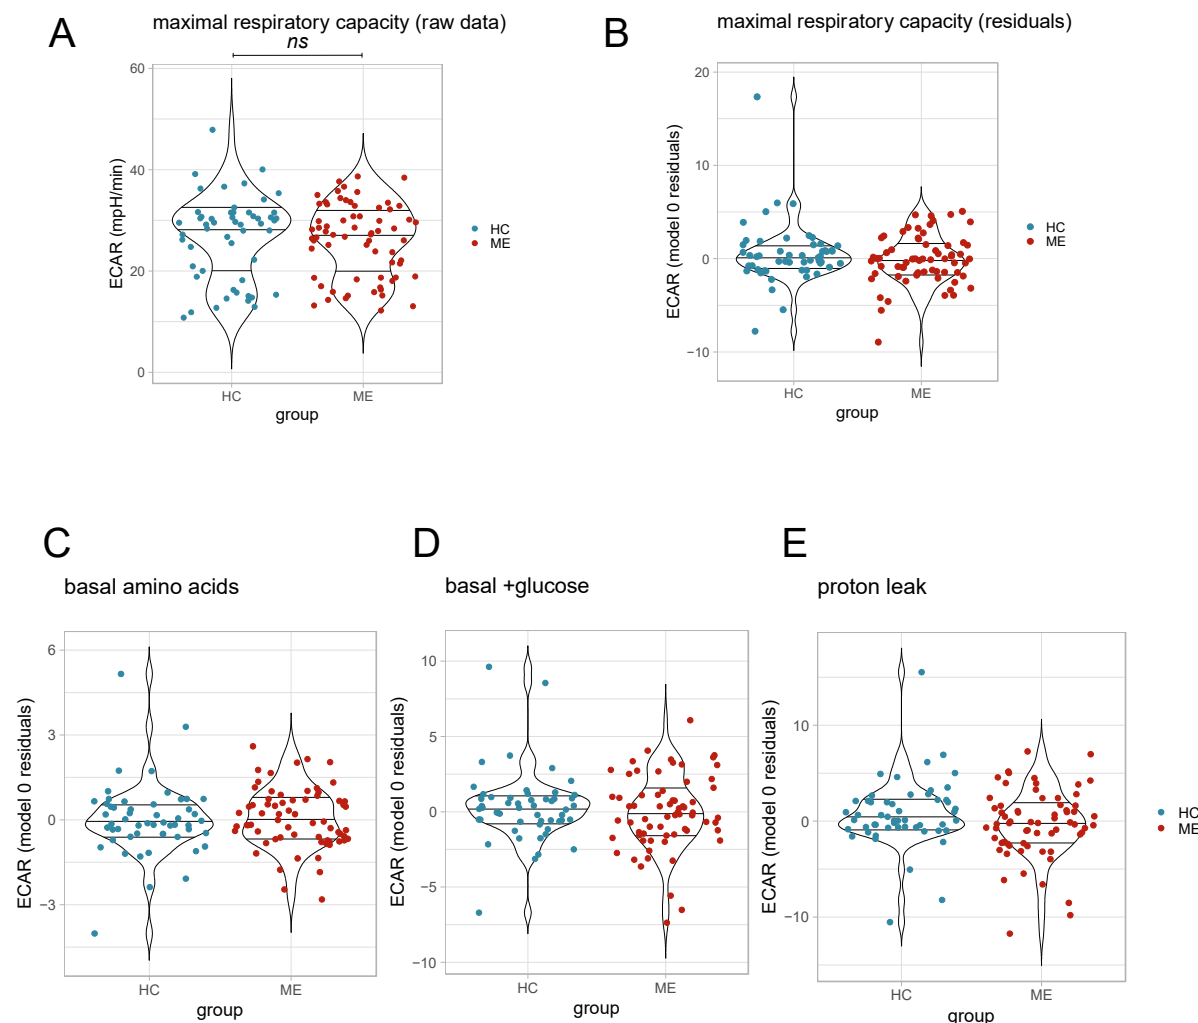 A
maximal respiratory capacity (raw data)
ns
60
40
20
0
ECAR (mpH/min)
HC
ME
group
HC
ME
B
maximal respiratory capacity (residuals)
20
10
0
−10
ECAR (model 0 residuals)
HC
ME
group
HC
ME
C
basal amino acids
6
3
0
−3
ECAR (model 0 residuals)
HC
ME
group
D
basal +glucose
10
5
0
−5
−10
ECAR (model 0 residuals)
HC
ME
group
E
proton leak
10
0
−10
ECAR (model 0 residuals)
HC
ME
group
HC
ME